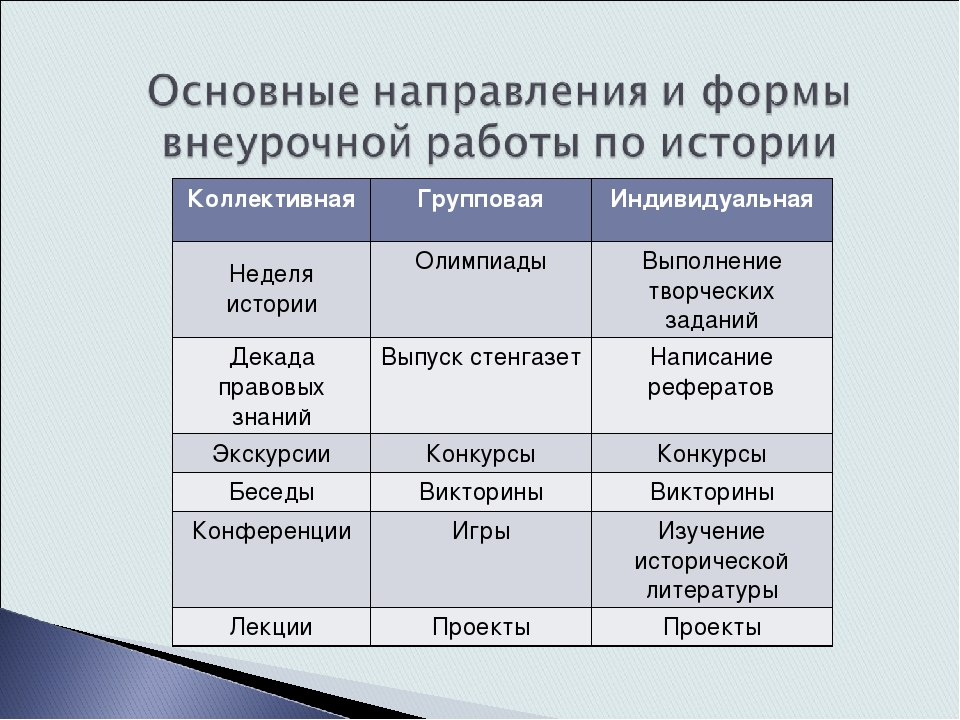 Основные направления и формы
внеурочной работы по истории
Коллективная Групповая Индивидуальная
Неделя
истории
Олимпиады
Выполнение
творческих
заданий
Декада
правовых
знаний
Выпуск стенгазет
Написание
рефератов
Экскурсии Конкурсы Конкурсы
Беседы Викторины Викторины
Конференции
Игры
Изучение
исторической
литературы
Лекции Проекты Проекты